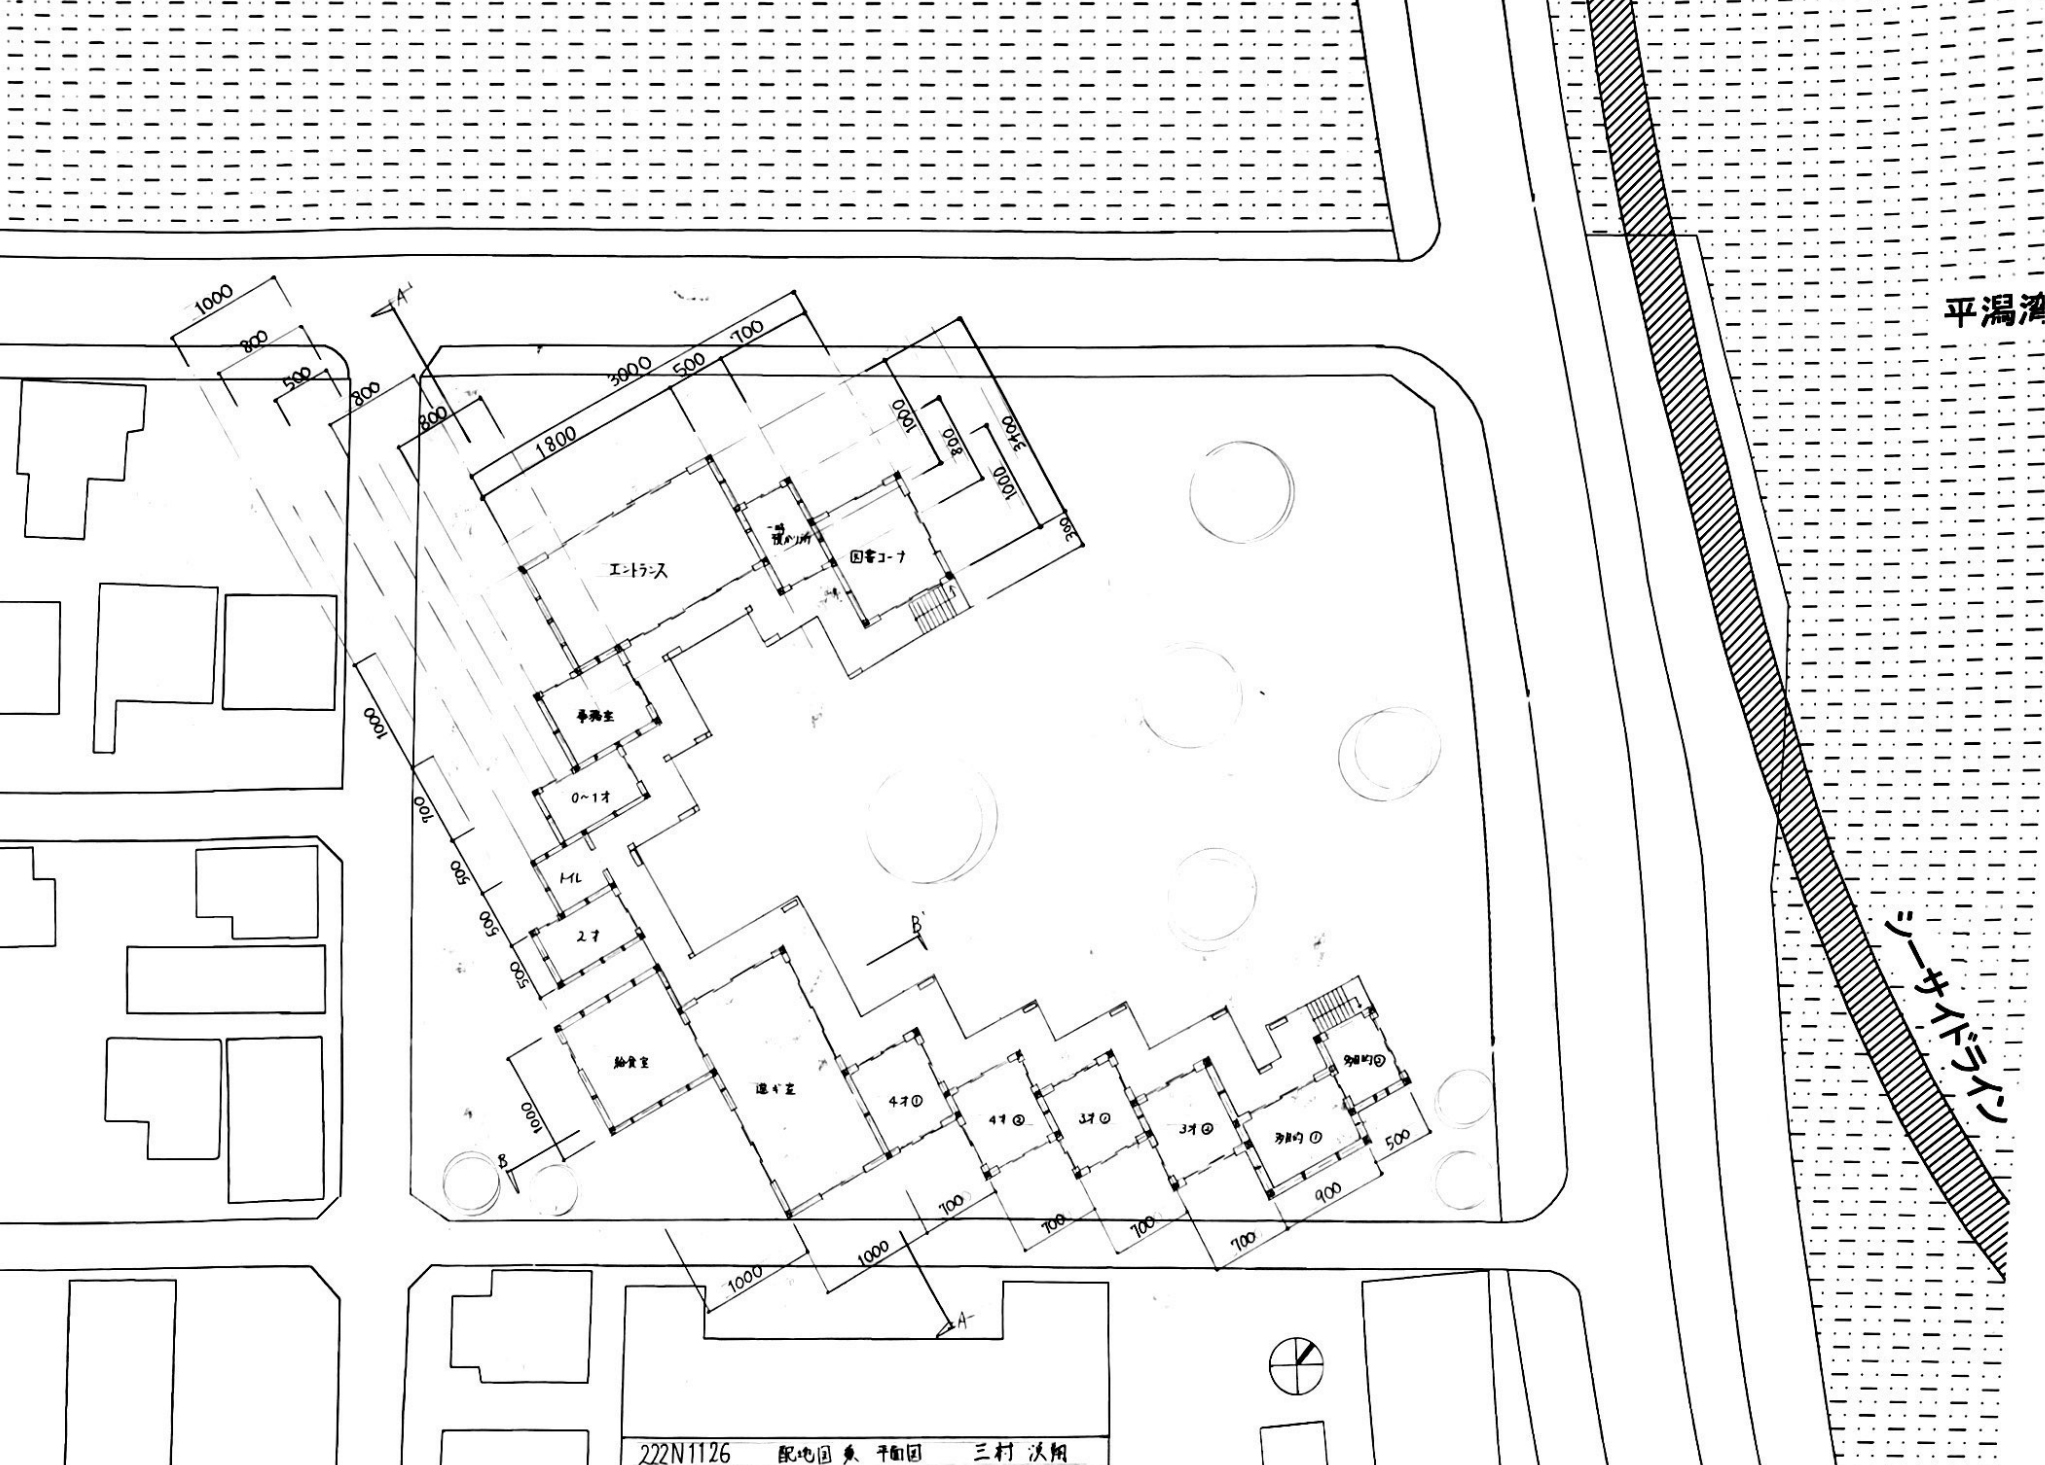 平潟湾
シーサイドライン
1000
800
500
800
800
A'
3000
1800
500
700
1000
800
1000
3400
300
エントランス
一時
預かり所
図書コーナ
事務室
0~1才
トイレ
2才
給食室
遊ギ室
4才①
4才②
3才①
3才②
多目的①
多目的②
1000
700
500
500
500
1000
B
B'
1000
1000
700
700
700
700
900
500
A
222N1126 配地図兼平面図 三村